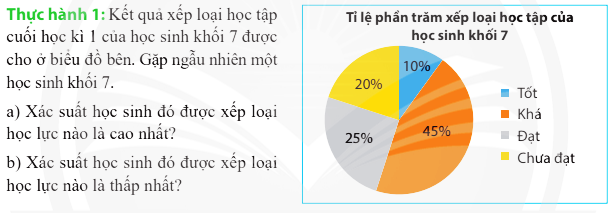 Thực hành 1: Kết quả xếp loại học tập
cuối học kì 1 của học sinh khối 7 được
cho ở biểu đồ bên. Gặp ngẫu nhiên một
học sinh khối 7.
a) Xác suất học sinh đó được xếp loại
học lực nào là cao nhất?
b) Xác suất học sinh đó được xếp loại
học lực nào là thấp nhất?
Tỉ lệ phần trăm xếp loại học tập của
học sinh khối 7
10%
20%
25%
45%
Tốt
Khá
Đạt
Chưa đạt